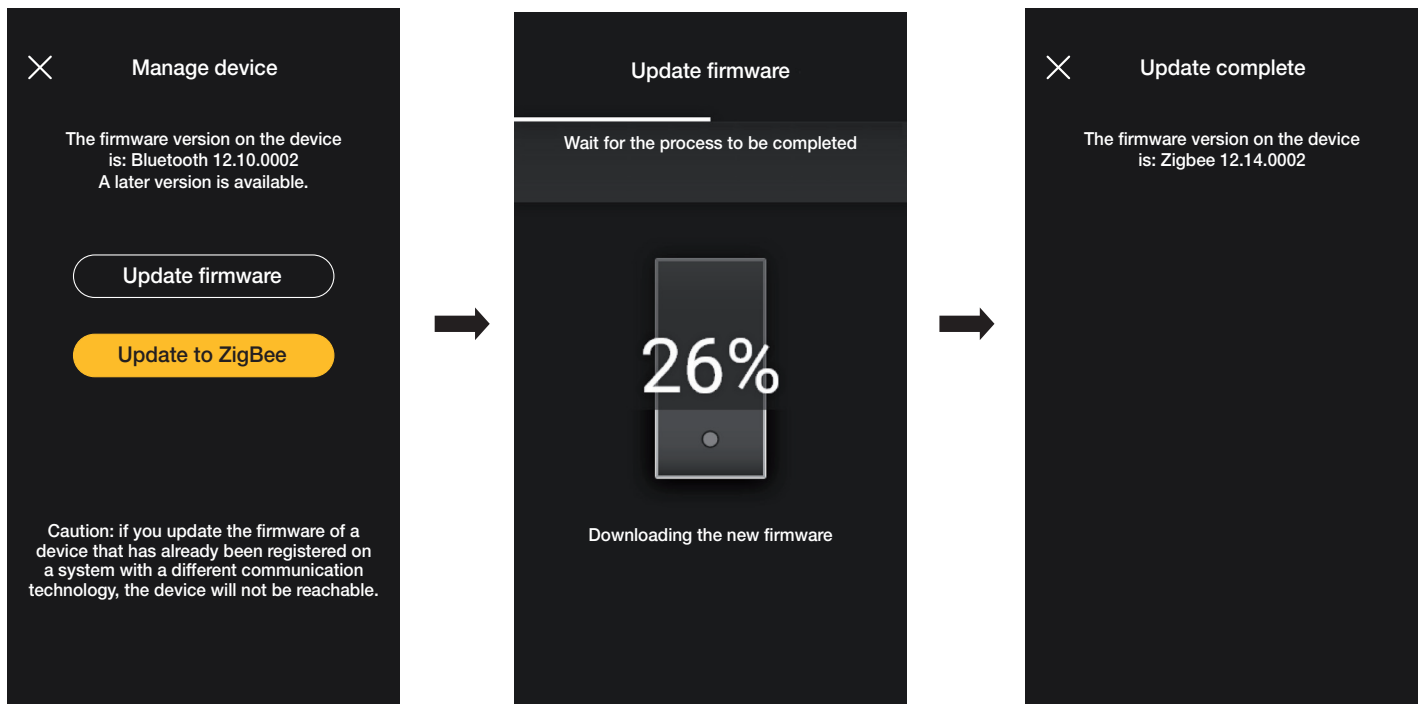 Manage device
The firmware version on the device
is: Bluetooth 12.10.0002
A later version is available.
Update firmware
Update to ZigBee
Caution: if you update the firmware of a
device that has already been registered on
a system with a different communication
technology, the device will not be reachable.
Update firmware
Wait for the process to be completed
26%
Downloading the new firmware
Update complete
The firmware version on the device
is: Zigbee 12.14.0002